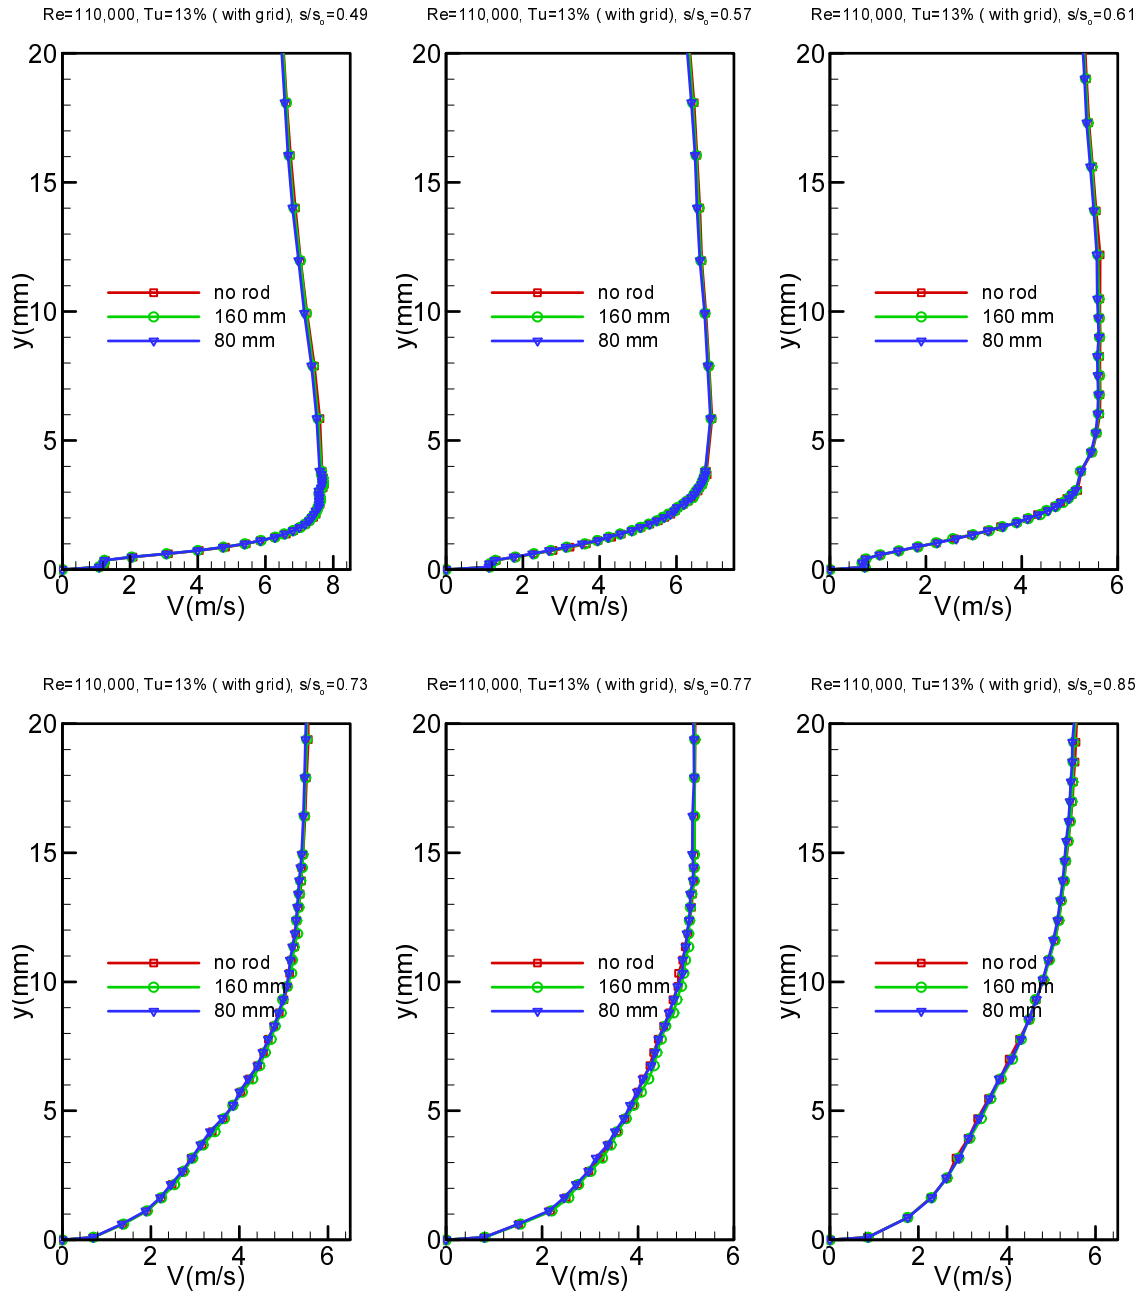 Re=110,000, Tu=13% ( with grid), s/s₀=0.49
20
15
10
5
0
y(mm)
no rod
160 mm
80 mm
0 2 4 6 8
V(m/s)
Re=110,000, Tu=13% ( with grid), s/s₀=0.57
20
15
10
5
0
y(mm)
no rod
160 mm
80 mm
0 2 4 6
V(m/s)
Re=110,000, Tu=13% ( with grid), s/s₀=0.61
20
15
10
5
0
y(mm)
no rod
160 mm
80 mm
0 2 4 6
V(m/s)
Re=110,000, Tu=13% ( with grid), s/s₀=0.73
20
15
10
5
0
y(mm)
no rod
160 mm
80 mm
0 2 4 6
V(m/s)
Re=110,000, Tu=13% ( with grid), s/s₀=0.77
20
15
10
5
0
y(mm)
no rod
160 mm
80 mm
0 2 4 6
V(m/s)
Re=110,000, Tu=13% ( with grid), s/s₀=0.85
20
15
10
5
0
y(mm)
no rod
160 mm
80 mm
0 2 4 6
V(m/s)